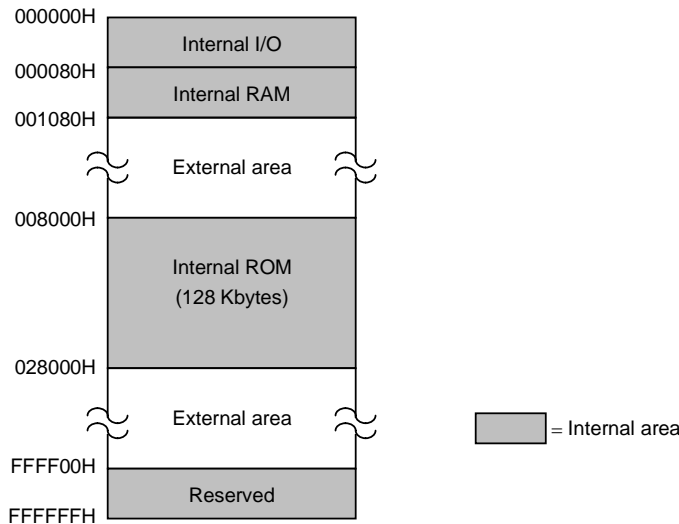 000000H
Internal I/O
000080H
Internal RAM
001080H
External area
008000H
Internal ROM
(128 Kbytes)
028000H
External area
= Internal area
FFFF00H
Reserved
FFFFFFH